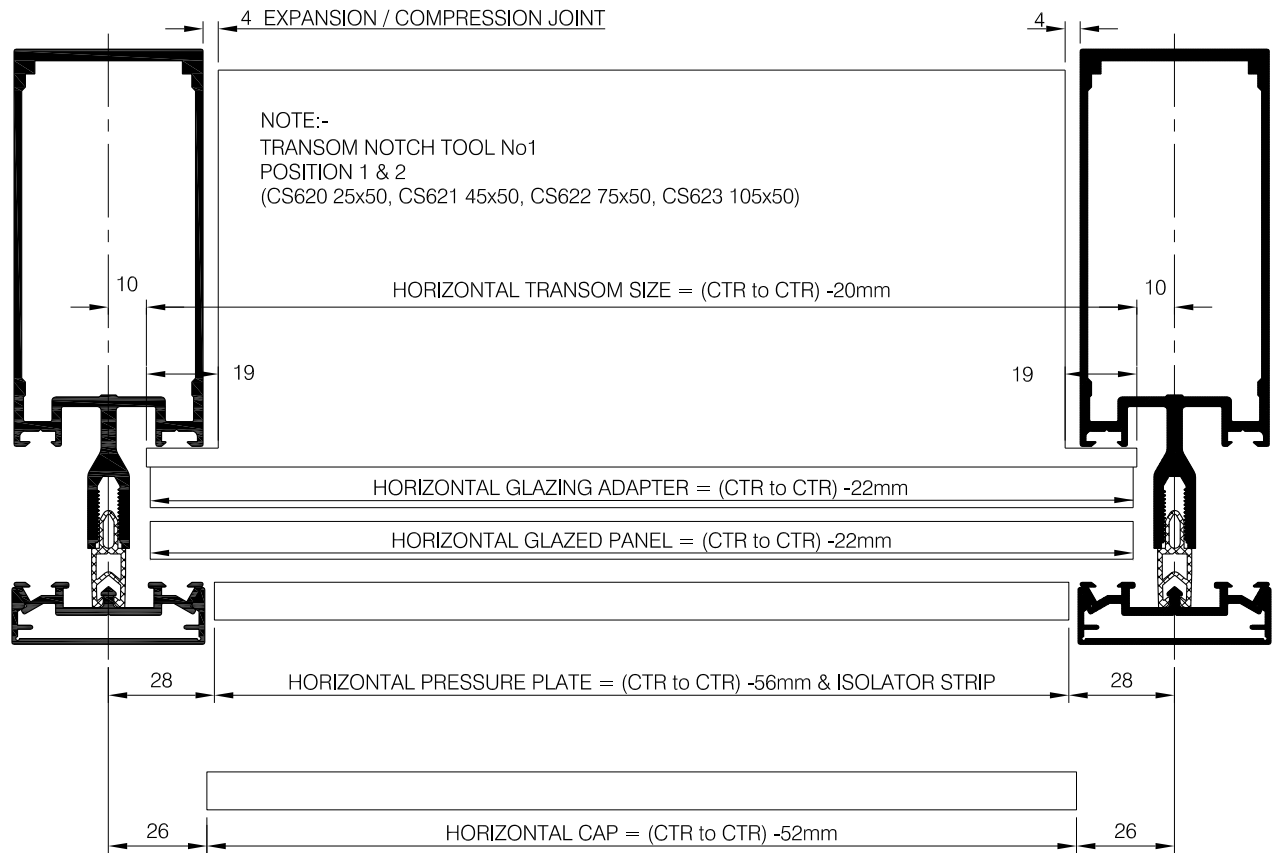 4 EXPANSION / COMPRESSION JOINT
4
NOTE:-
TRANSOM NOTCH TOOL No1
POSITION 1 & 2
(CS620 25x50, CS621 45x50, CS622 75x50, CS623 105x50)
10
HORIZONTAL TRANSOM SIZE = (CTR to CTR) -20mm
10
19
19
HORIZONTAL GLAZING ADAPTER = (CTR to CTR) -22mm
HORIZONTAL GLAZED PANEL = (CTR to CTR) -22mm
28
HORIZONTAL PRESSURE PLATE = (CTR to CTR) -56mm & ISOLATOR STRIP
28
26
HORIZONTAL CAP = (CTR to CTR) -52mm
26